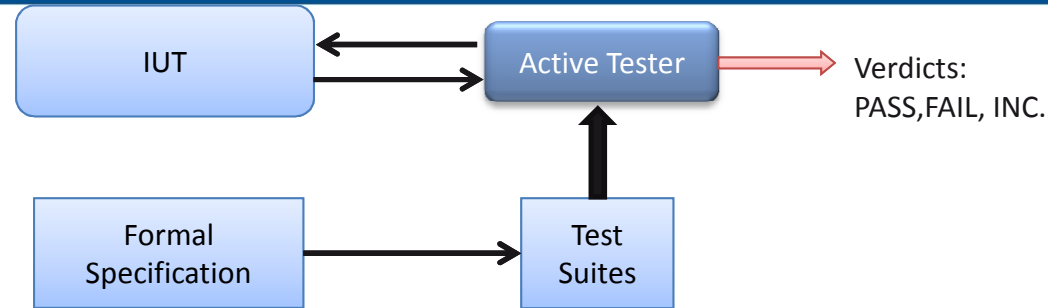 IUT
Active Tester
Verdicts:
PASS,FAIL, INC.
Formal
Specification
Test
Suites